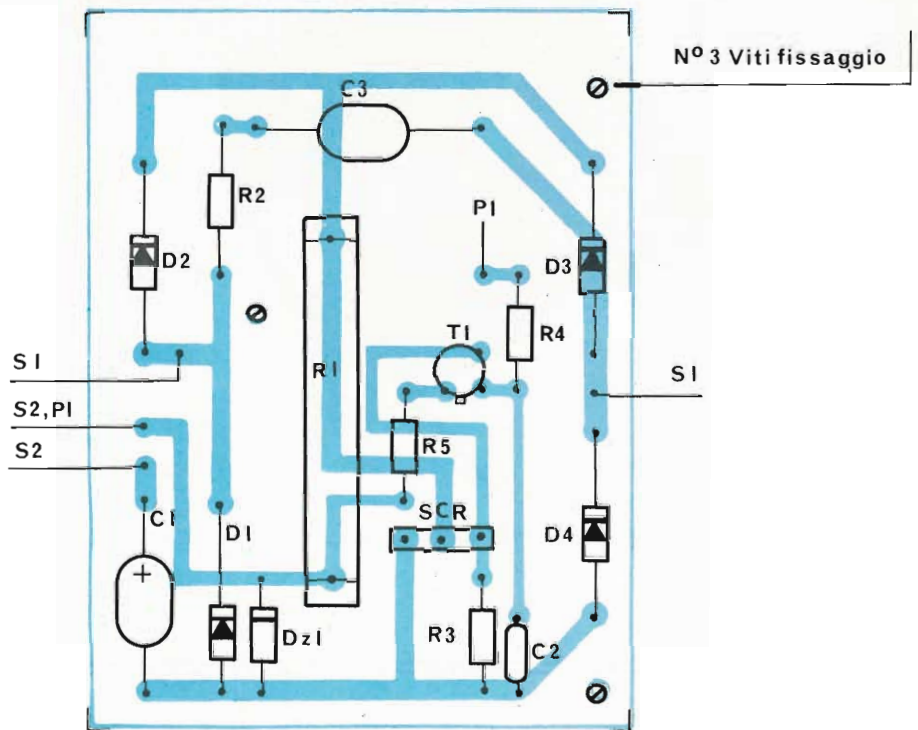 Nº 3 Viti fissaggio
C3
R2
P1
D2
D3
T1
R4
S1
R1
S1
S2,P1
R5
S2
C1
D1
SCR
D4
+
Dz1
R3
C2